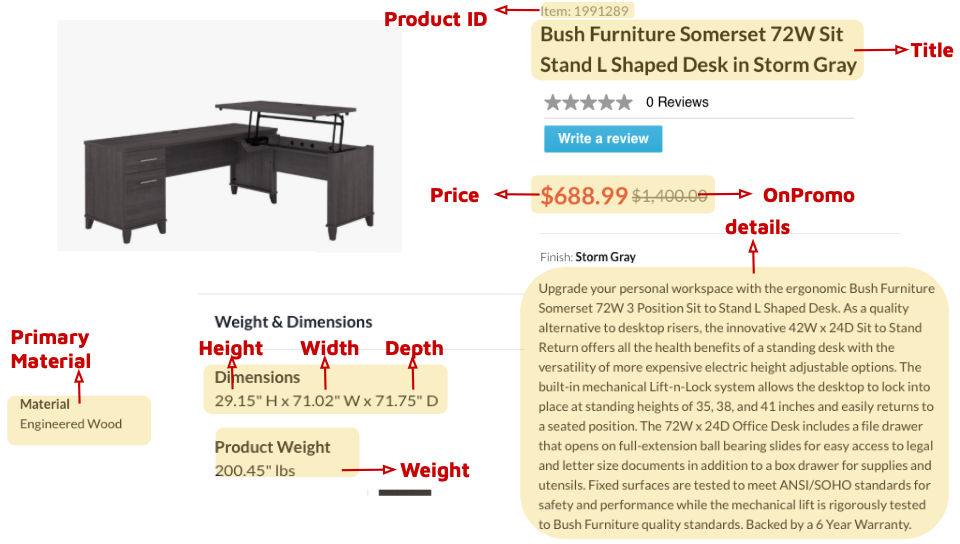 Product ID
Item: 1991289
Bush Furniture Somerset 72W Sit
Stand L Shaped Desk in Storm Gray
Title
0 Reviews
Write a review
Price
$688.99 $1,400.00
OnPromo
details
Finish: Storm Gray
Upgrade your personal workspace with the ergonomic Bush Furniture
Somerset 72W 3 Position Sit to Stand L Shaped Desk. As a quality
alternative to desktop risers, the innovative 42W x 24D Sit to Stand
Return offers all the health benefits of a standing desk with the
versatility of more expensive electric height adjustable options. The
built-in mechanical Lift-n-Lock system allows the desktop to lock into
place at standing heights of 35, 38, and 41 inches and easily returns to
a seated position. The 72W x 24D Office Desk includes a file drawer
that opens on full-extension ball bearing slides for easy access to legal
and letter size documents in addition to a box drawer for supplies and
utensils. Fixed surfaces are tested to meet ANSI/SOHO standards for
safety and performance while the mechanical lift is rigorously tested
to Bush Furniture quality standards. Backed by a 6 Year Warranty.
Weight & Dimensions
Height Width Depth
Dimensions
29.15" H x 71.02" W x 71.75" D
Product Weight
200.45" lbs
Weight
Primary
Material
Material
Engineered Wood